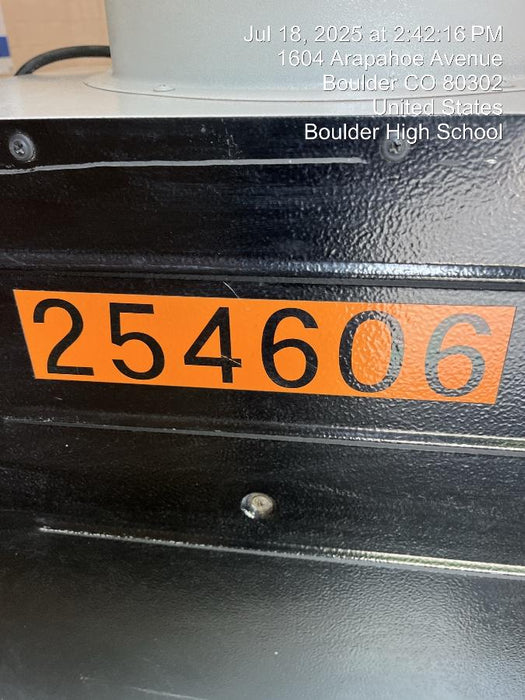 Jul 18, 2025 at 2:42:16 PM
1604 Arapahoe Avenue
Boulder CO 80302
United States
Boulder High School
254606